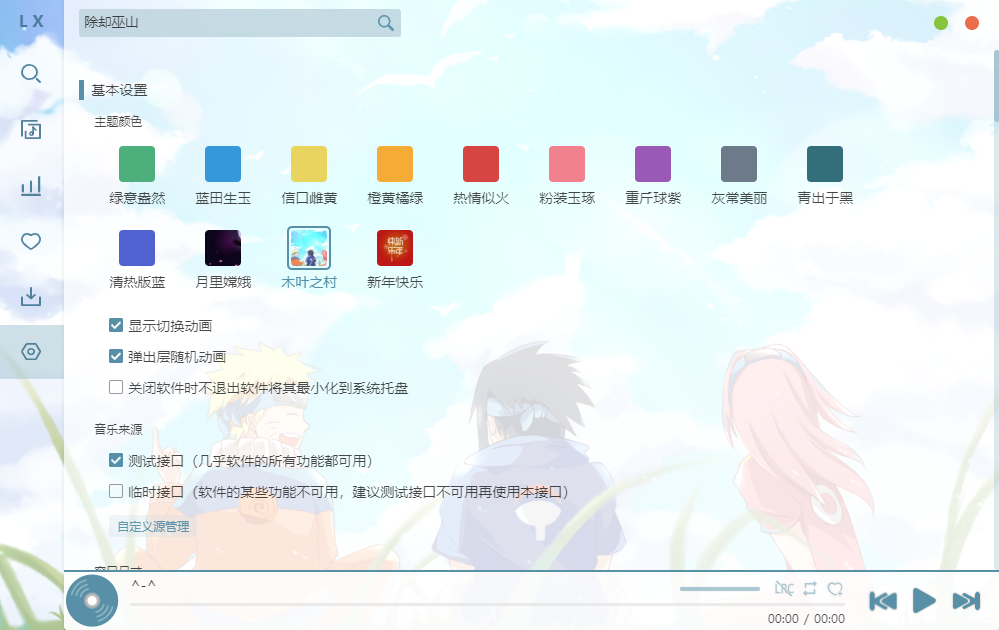 L X
除却巫山
基本设置
主题颜色
绿意盎然 蓝田生玉 信口雌黄 橙黄橘绿 热情似火 粉装玉琢 重斤球紫 灰常美丽 青出于黑
清热版蓝 月里嫦娥 木叶之村 新年快乐
显示切换动画
弹出层随机动画
关闭软件时不退出软件将其最小化到系统托盘
音乐来源
测试接口（几乎软件的所有功能都可用）
临时接口（软件的某些功能不可用，建议测试接口不可用再使用本接口）
自定义源管理
^-^
LRC
00:00 / 00:00